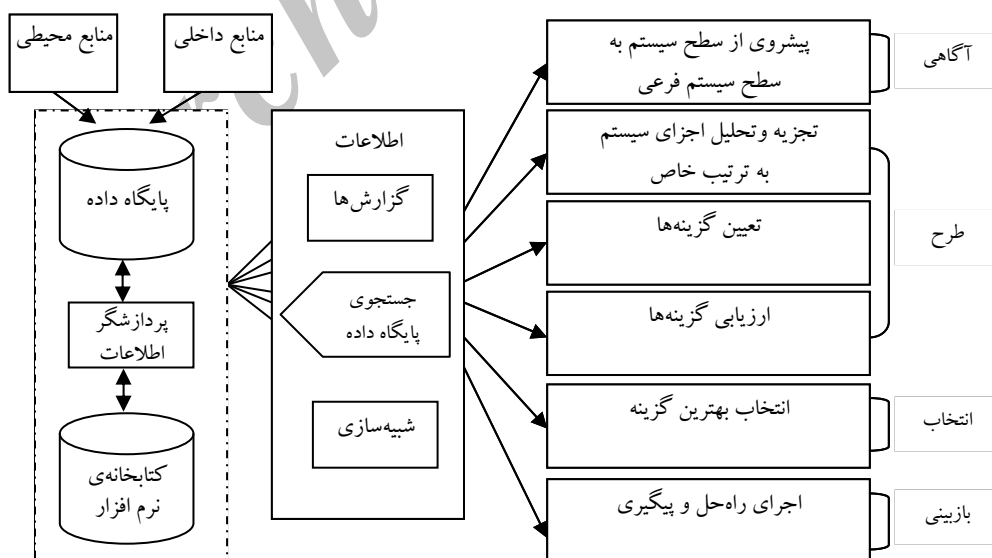 منابع محیطی
منابع داخلی
پایگاه داده
پردازشگر
اطلاعات
کتابخانه‌ی
نرم افزار
اطلاعات
گزارش‌ها
جستجوی
پایگاه داده
شبیه‌سازی
پیشروی از سطح سیستم به
سطح سیستم فرعی
تجزیه وتحلیل اجزای سیستم
به ترتیب خاص
تعیین گزینه‌ها
ارزیابی گزینه‌ها
انتخاب بهترین گزینه
اجرای راه‌حل و پیگیری
آگاهی
طرح
انتخاب
بازبینی